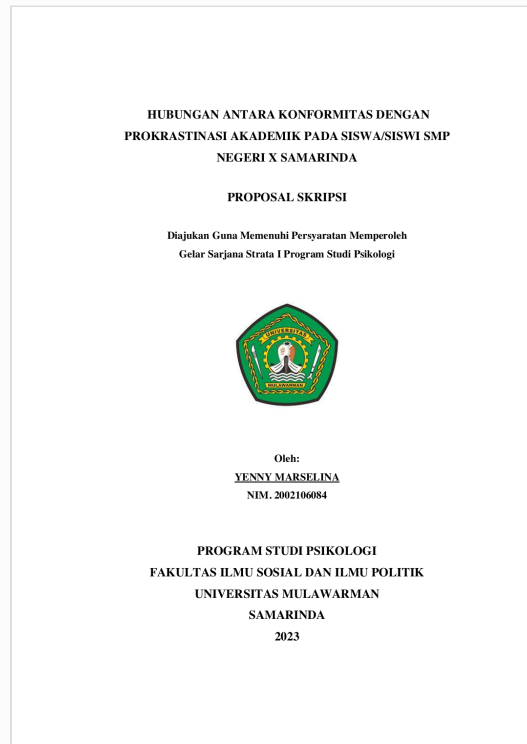 HUBUNGAN ANTARA KONFORMITAS DENGAN
PROKRASTINASI AKADEMIK PADA SISWA/SISWI SMP
NEGERI X SAMARINDA
PROPOSAL SKRIPSI
Diajukan Guna Memenuhi Persyaratan Memperoleh
Gelar Sarjana Strata I Program Studi Psikologi
UNIVERSITAS
MULAWARMAN
Oleh:
YENNY MARSELINA
NIM. 2002106084
PROGRAM STUDI PSIKOLOGI
FAKULTAS ILMU SOSIAL DAN ILMU POLITIK
UNIVERSITAS MULAWARMAN
SAMARINDA
2023